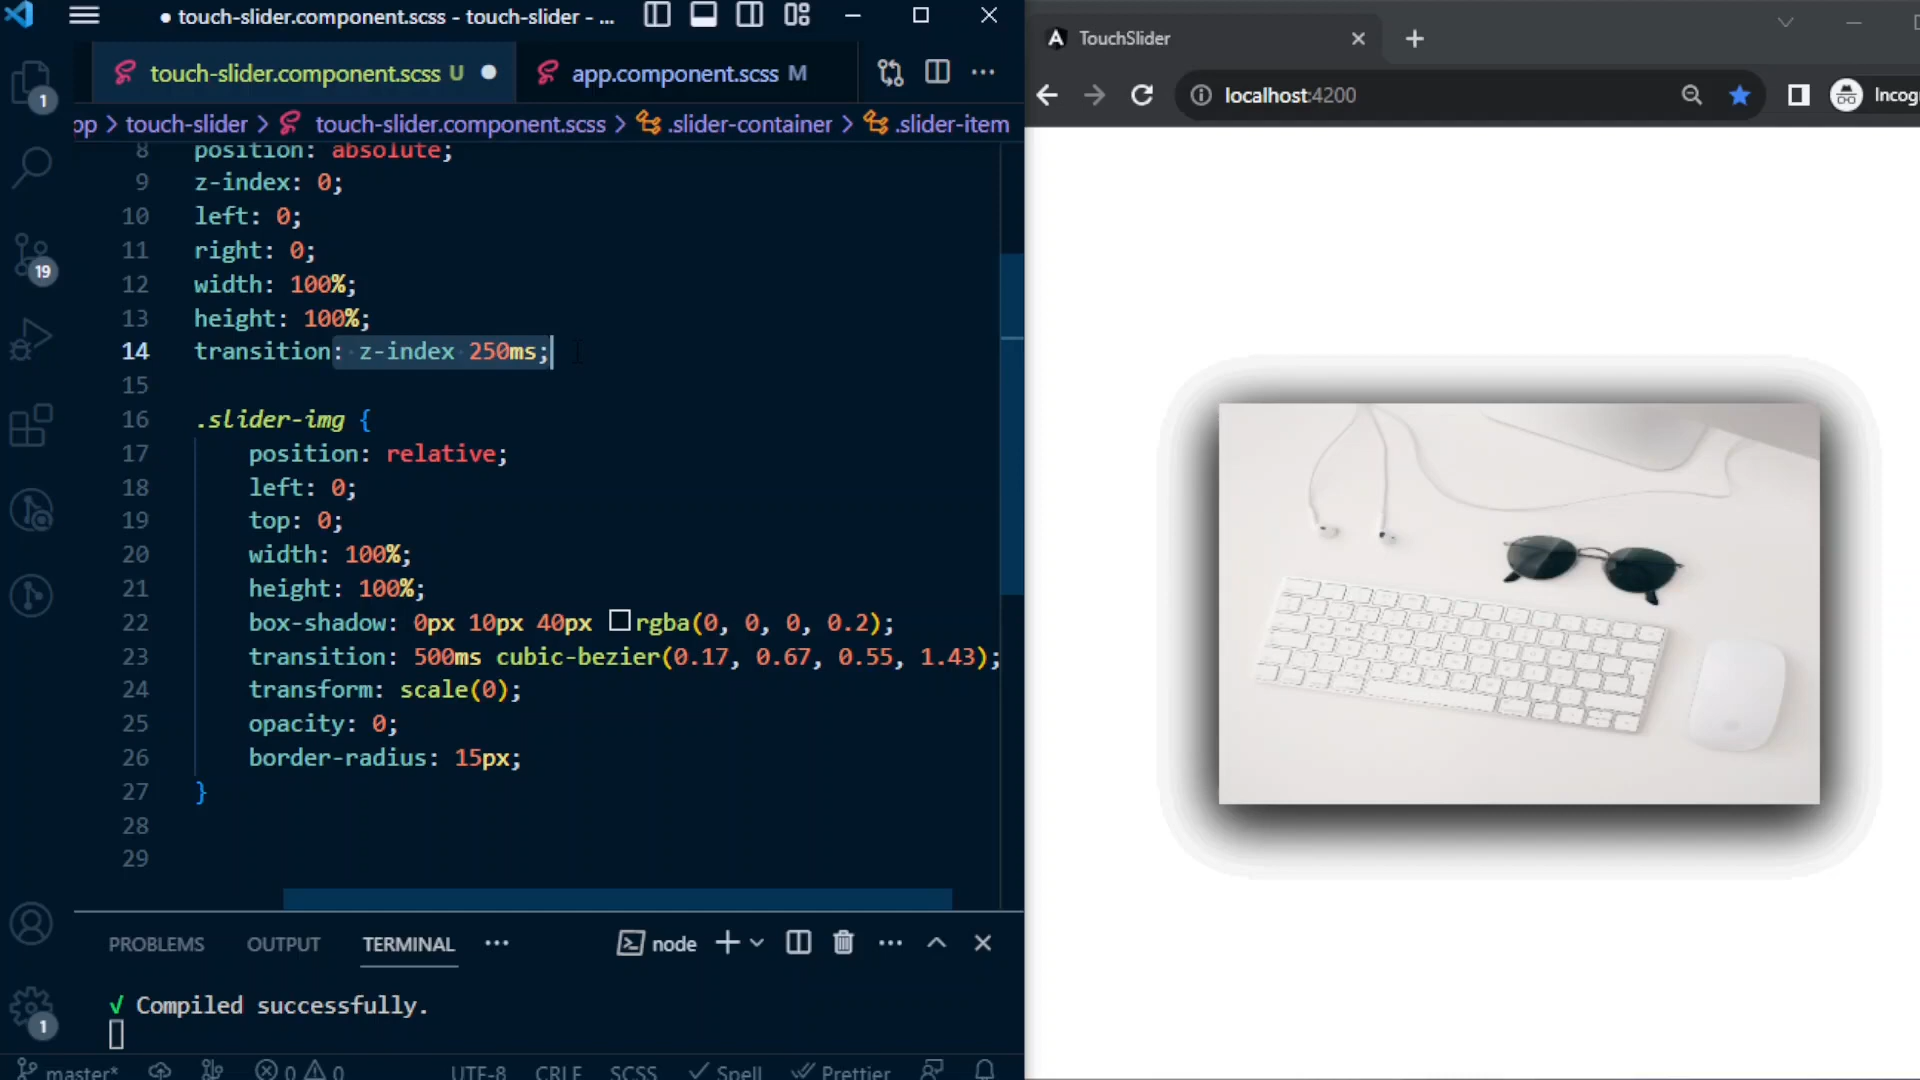 ● touch-slider.component.scss - touch-slider - ...
TouchSlider
touch-slider.component.scss U
app.component.scss M
localhost:4200
Incog
1
op > touch-slider > touch-slider.component.scss > .slider-container > .slider-item
8 position: absolute;
9 z-index: 0;
10 left: 0;
11 right: 0;
19
12 width: 100%;
13 height: 100%;
14 transition: z-index 250ms;
15
16 .slider-img {
17 position: relative;
18 left: 0;
19 top: 0;
20 width: 100%;
21 height: 100%;
22 box-shadow: 0px 10px 40px rgba(0, 0, 0, 0.2);
23 transition: 500ms cubic-bezier(0.17, 0.67, 0.55, 1.43);
24 transform: scale(0);
25 opacity: 0;
26 border-radius: 15px;
27 }
28
29
PROBLEMS OUTPUT TERMINAL ... node
√ Compiled successfully.
1
master* 0 0 UTF-8 CRLF SCSS Spell Prettier